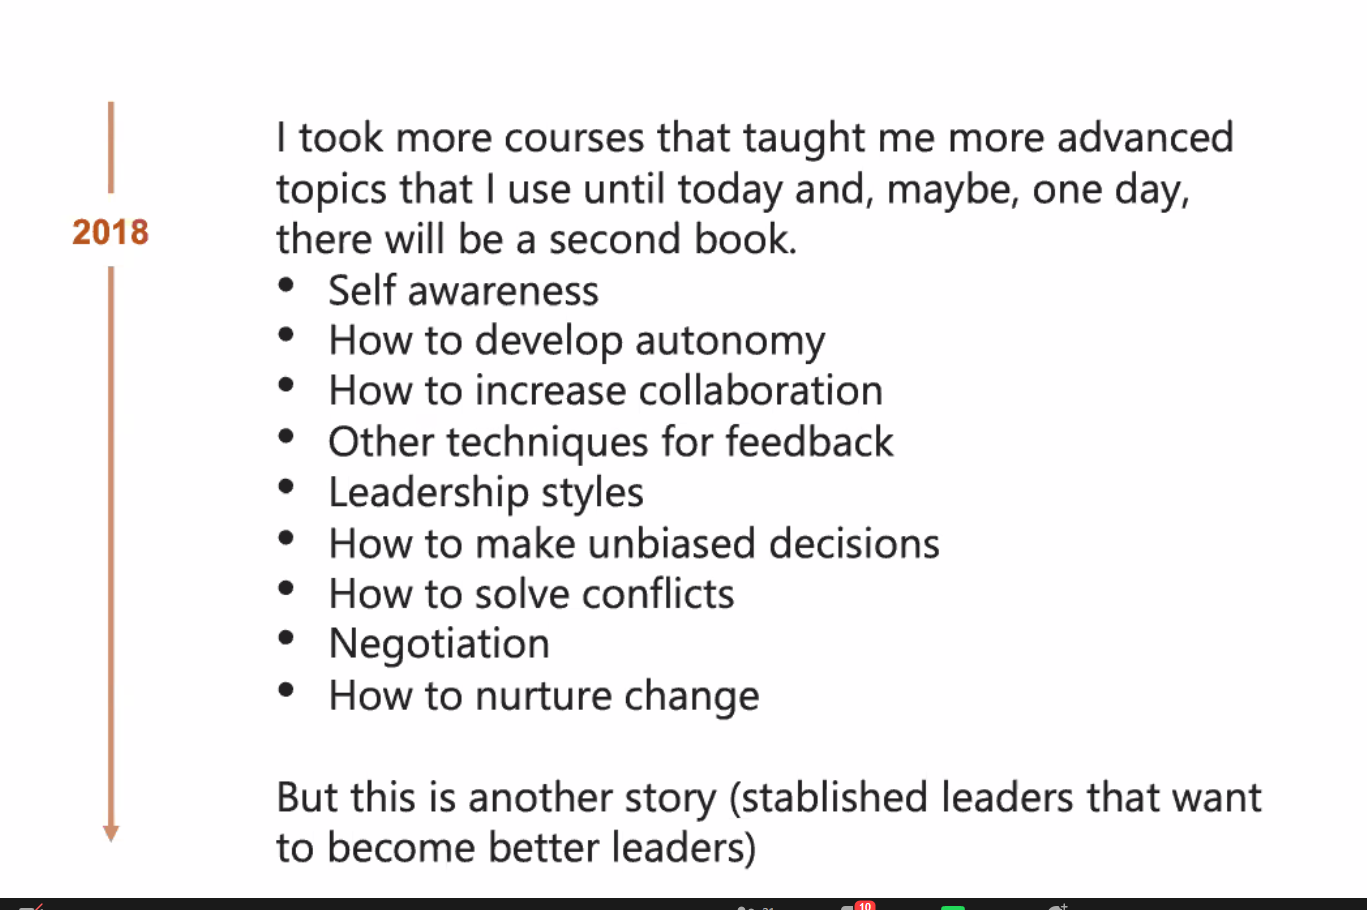 2018
I took more courses that taught me more advanced
topics that I use until today and, maybe, one day,
there will be a second book.
• Self awareness
• How to develop autonomy
• How to increase collaboration
• Other techniques for feedback
• Leadership styles
• How to make unbiased decisions
• How to solve conflicts
• Negotiation
• How to nurture change
But this is another story (stablished leaders that want
to become better leaders)
10